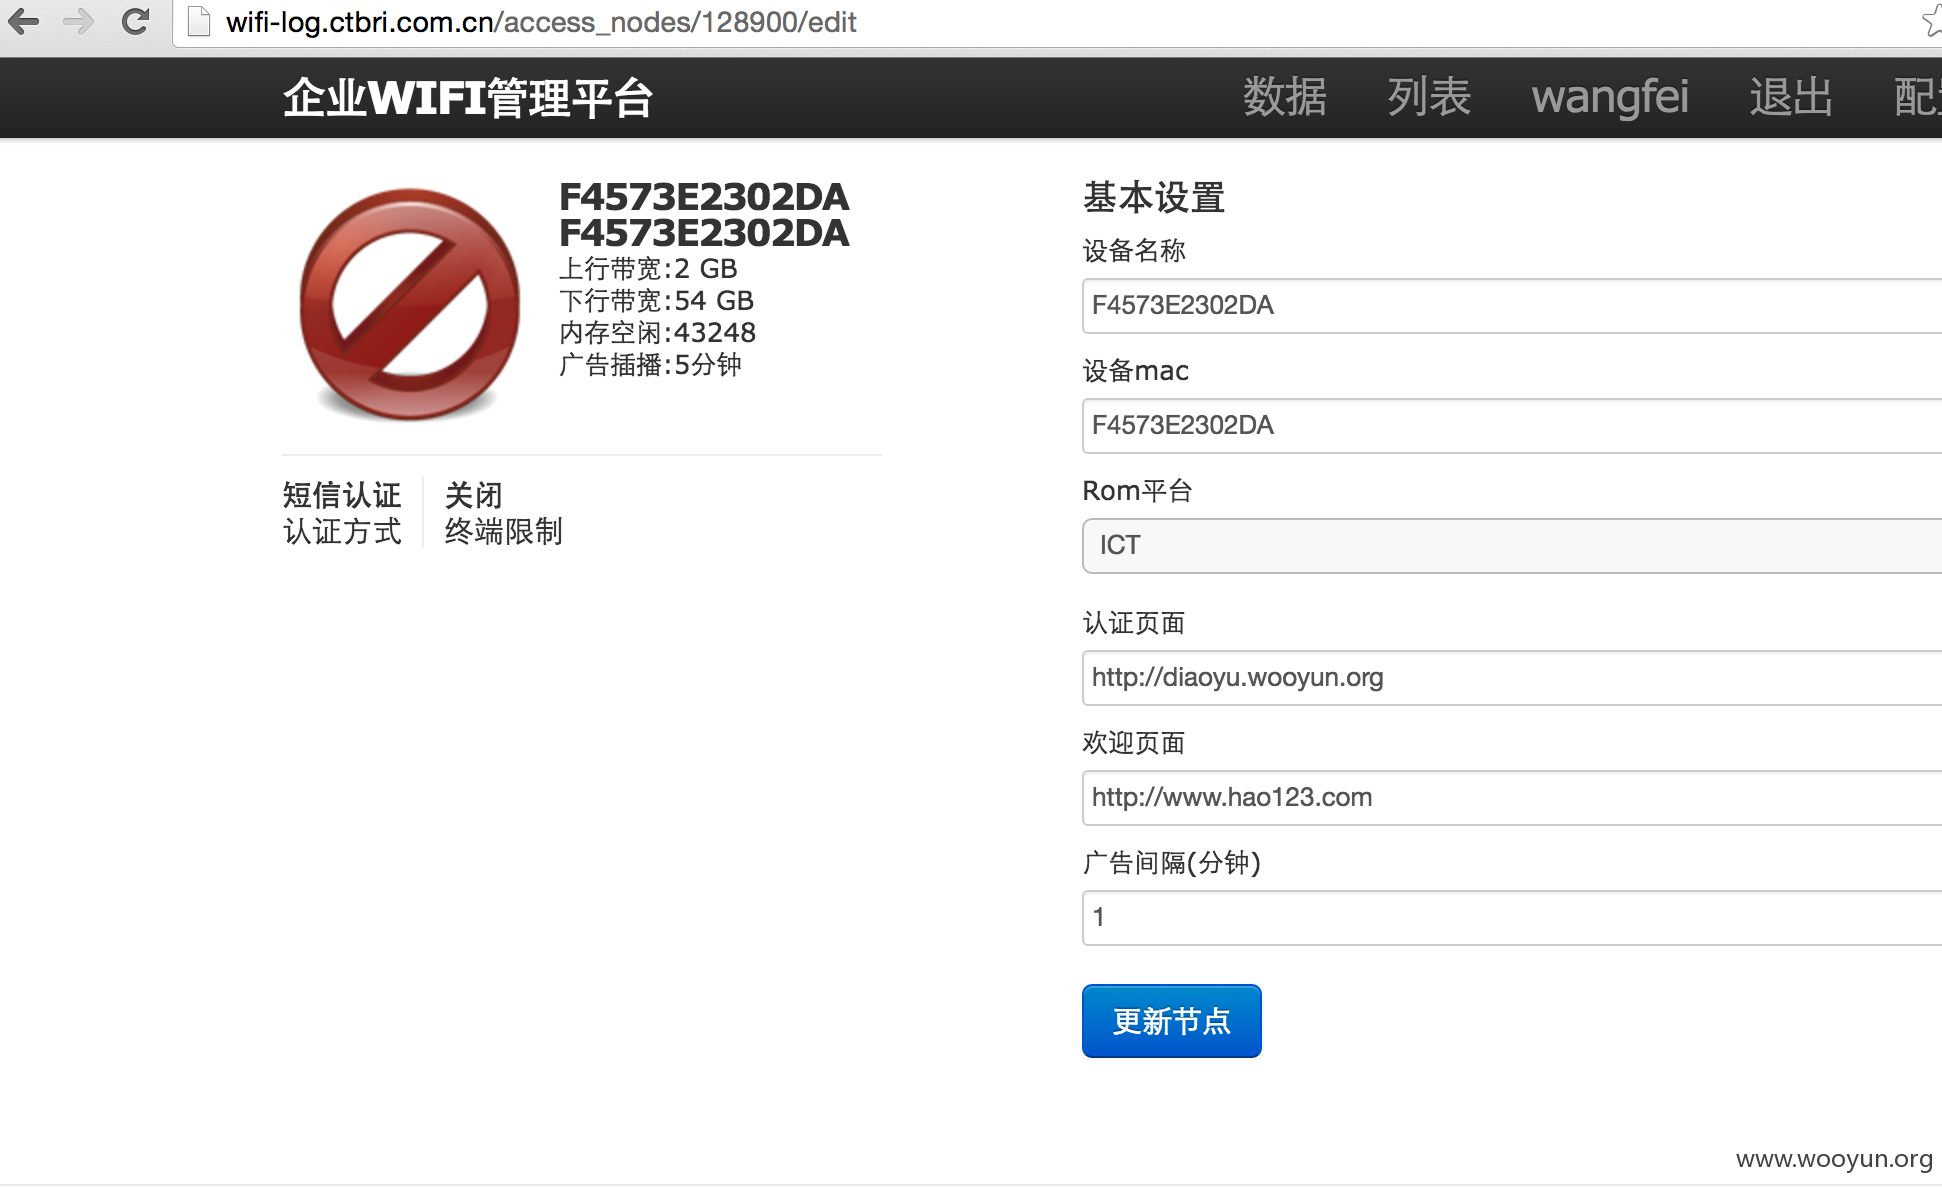 wifi-log.ctbri.com.cn/access_nodes/128900/edit
企业WIFI管理平台 数据 列表 wangfei 退出
F4573E2302DA
F4573E2302DA
上行带宽:2 GB
下行带宽:54 GB
内存空闲:43248
广告插播:5分钟
短信认证 关闭
认证方式 终端限制
基本设置
设备名称
F4573E2302DA
设备mac
F4573E2302DA
Rom平台
ICT
认证页面
http://diaoyu.wooyun.org
欢迎页面
http://www.hao123.com
广告间隔(分钟)
1
更新节点
www.wooyun.org